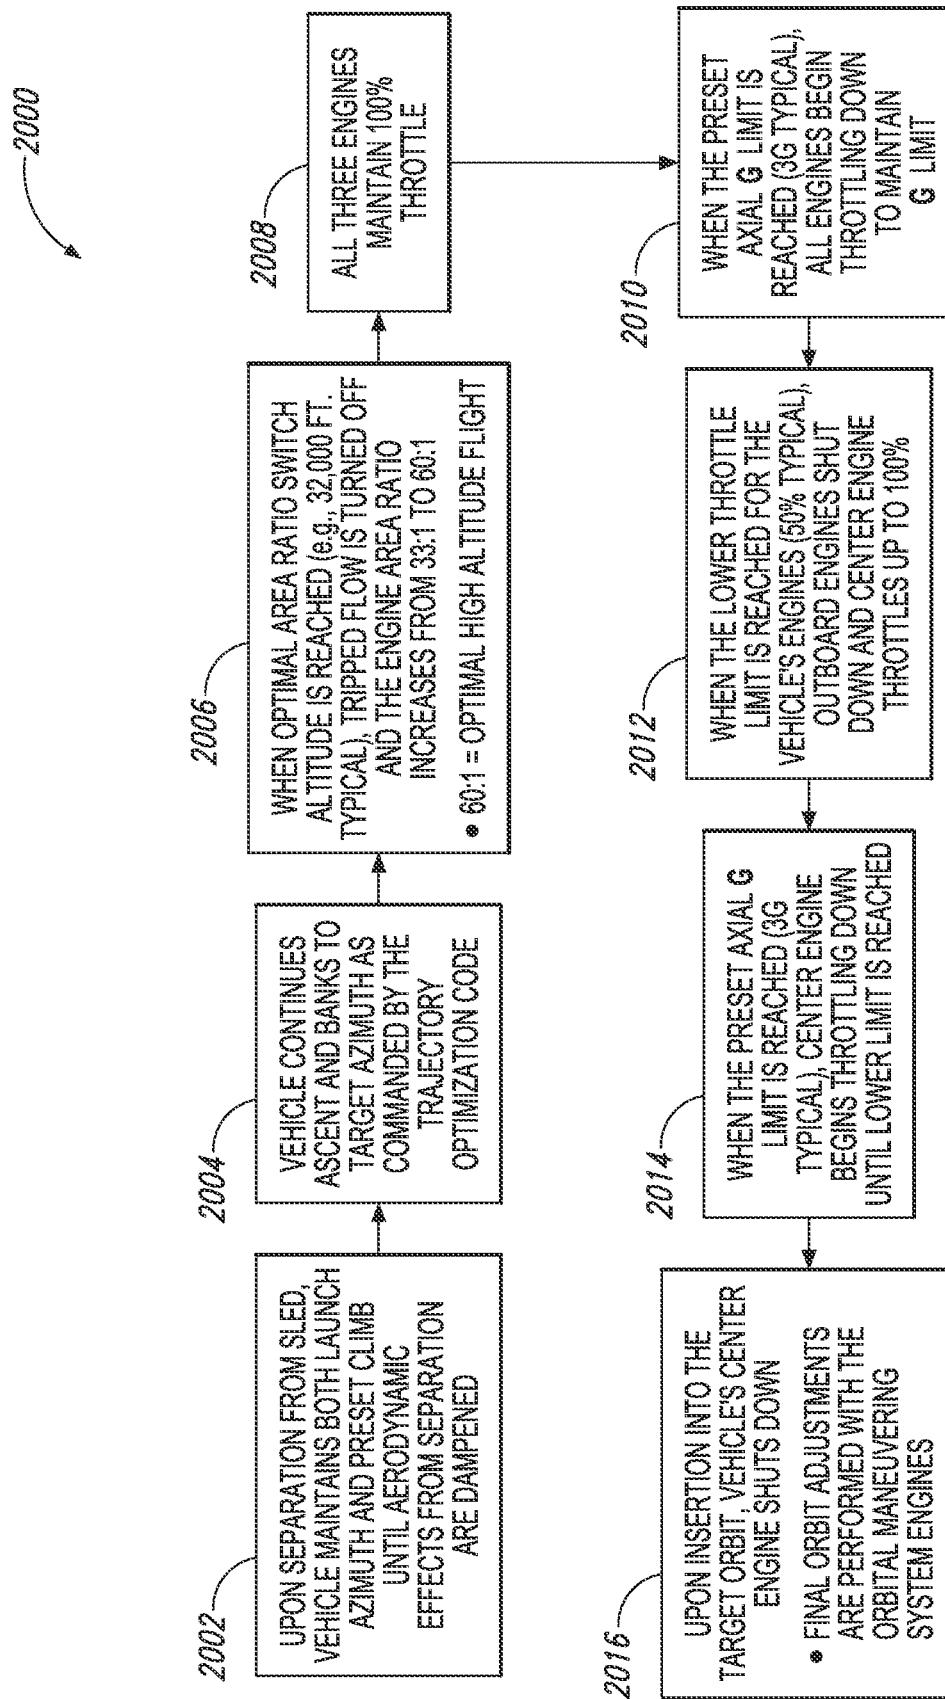 2000
2002
UPON SEPARATION FROM SLED,
VEHICLE MAINTAINS BOTH LAUNCH
AZIMUTH AND PRESET CLIMB
UNTIL AERODYNAMIC
EFFECTS FROM SEPARATION
ARE DAMPENED
2004
VEHICLE CONTINUES
ASCENT AND BANKS TO
TARGET AZIMUTH AS
COMMANDED BY THE
TRAJECTORY
OPTIMIZATION CODE
2006
WHEN OPTIMAL AREA RATIO SWITCH
ALTITUDE IS REACHED (e.g., 32,000 FT.
TYPICAL), TRIPPED FLOW IS TURNED OFF
AND THE ENGINE AREA RATIO
INCREASES FROM 33:1 TO 60:1
• 60:1 = OPTIMAL HIGH ALTITUDE FLIGHT
2008
ALL THREE ENGINES
MAINTAIN 100%
THROTTLE
2010
WHEN THE PRESET
AXIAL G LIMIT IS
REACHED (3G TYPICAL),
ALL ENGINES BEGIN
THROTTLING DOWN
TO MAINTAIN
G LIMIT
2012
WHEN THE LOWER THROTTLE
LIMIT IS REACHED FOR THE
VEHICLE'S ENGINES (50% TYPICAL),
OUTBOARD ENGINES SHUT
DOWN AND CENTER ENGINE
THROTTLES UP TO 100%
2014
WHEN THE PRESET AXIAL G
LIMIT IS REACHED (3G
TYPICAL), CENTER ENGINE
BEGINS THROTTLING DOWN
UNTIL LOWER LIMIT IS REACHED
2016
UPON INSERTION INTO THE
TARGET ORBIT, VEHICLE'S CENTER
ENGINE SHUTS DOWN
• FINAL ORBIT ADJUSTMENTS
ARE PERFORMED WITH THE
ORBITAL MANEUVERING
SYSTEM ENGINES